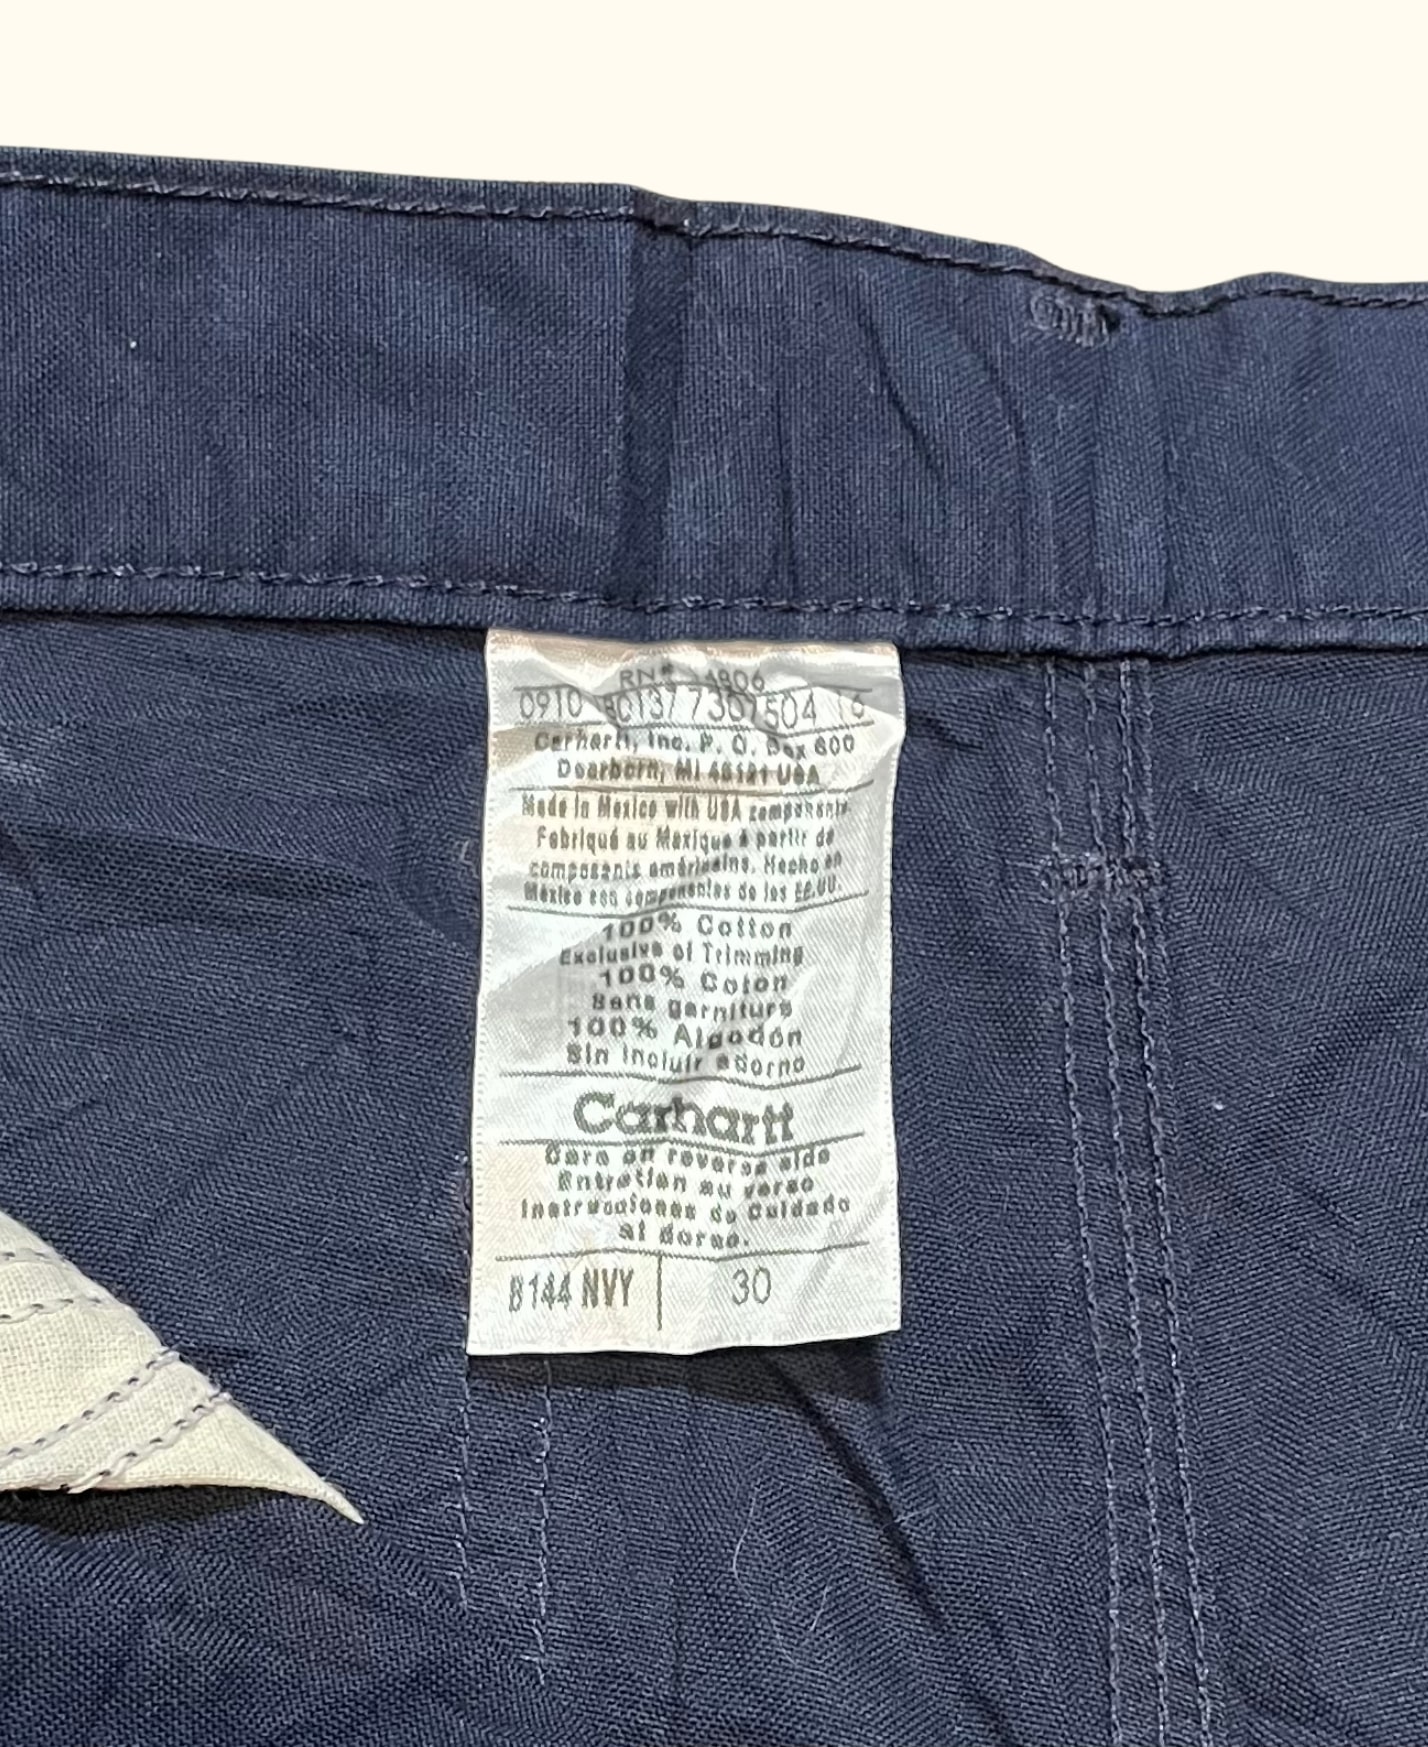 RN# 14806
0910 BC137 7307504 16
Carhartt, Inc. P. O. Box 600
Dearborn, MI 48121 USA
Made in Mexico with USA components.
Fabriqué au Mexique à partir de
composants américains. Hecho en
México con componentes de los EE.UU.
100% Cotton
Exclusive of Trimming
100% Coton
Sans garniture
100% Algodón
Sin incluir adorno
Carhartt
Care on reverse side
Entretien au verso
Instrucciones de Cuidado
al dorso.
B144 NVY 30